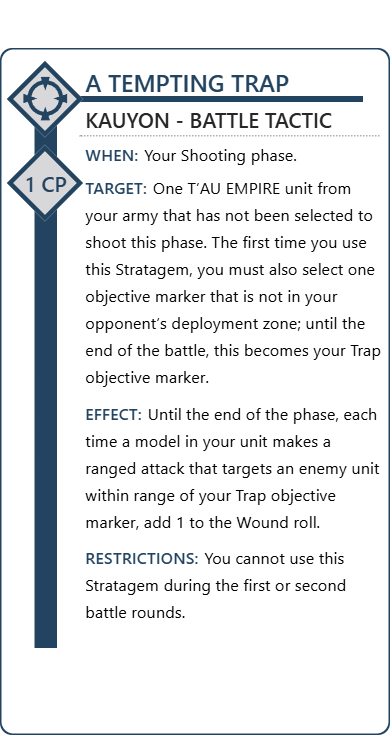 A TEMPTING TRAP
KAUYON - BATTLE TACTIC
WHEN: Your Shooting phase.
1 CP
TARGET: One T’AU EMPIRE unit from
your army that has not been selected to
shoot this phase. The first time you use
this Stratagem, you must also select one
objective marker that is not in your
opponent’s deployment zone; until the
end of the battle, this becomes your Trap
objective marker.
EFFECT: Until the end of the phase, each
time a model in your unit makes a
ranged attack that targets an enemy unit
within range of your Trap objective
marker, add 1 to the Wound roll.
RESTRICTIONS: You cannot use this
Stratagem during the first or second
battle rounds.